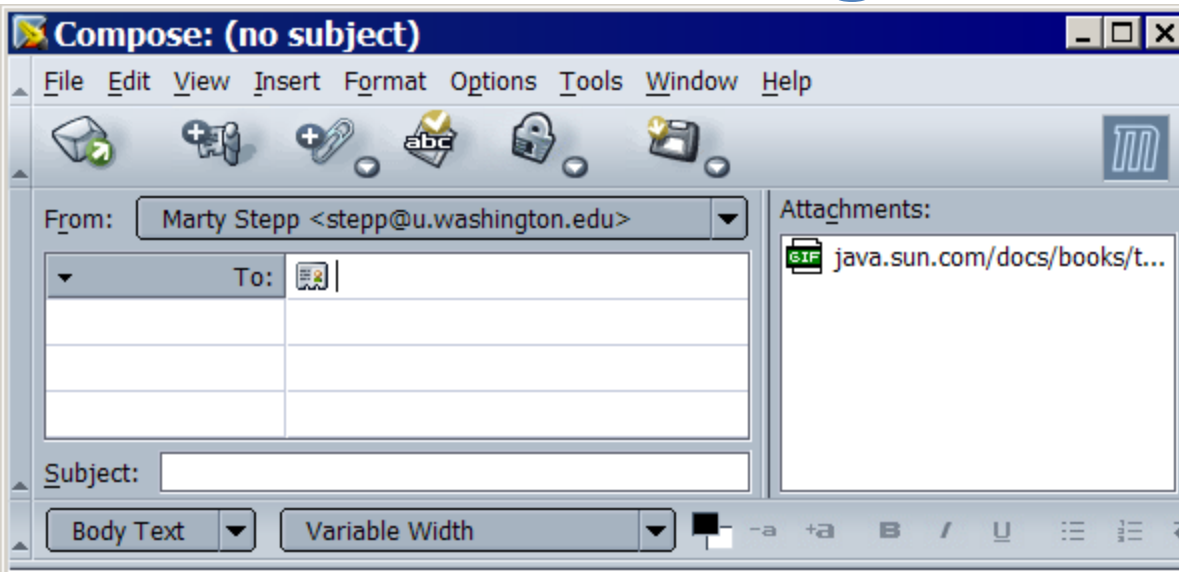 Compose: (no subject)
File Edit View Insert Format Options Tools Window Help
abc
m
From: Marty Stepp <stepp@u.washington.edu>
Attachments:
To:
GIF java.sun.com/docs/books/t...
Subject:
Body Text Variable Width -a +a B I U